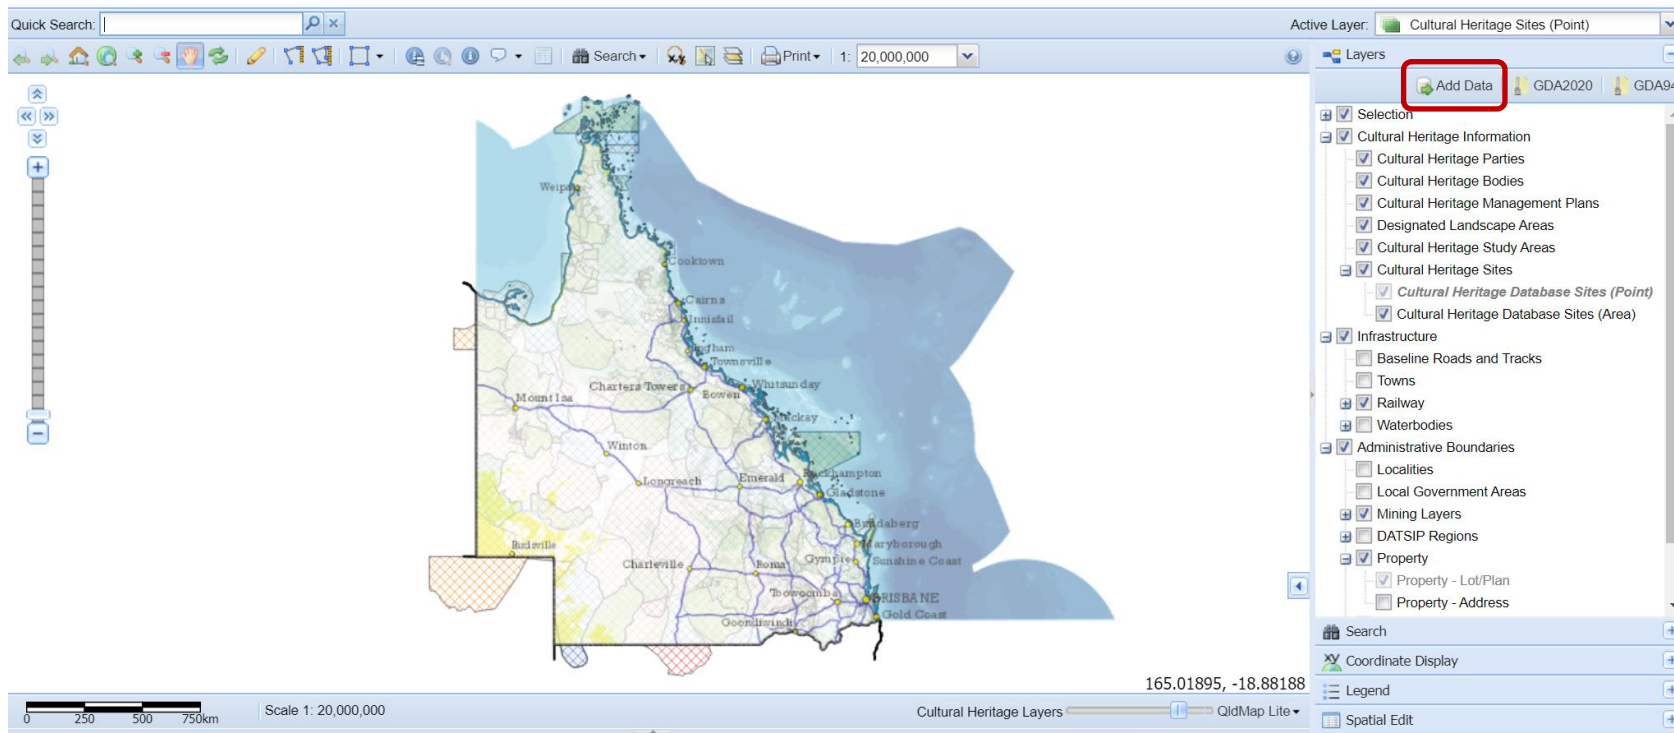 Quick Search:
Active Layer: Cultural Heritage Sites (Point)
Search Print 1: 20,000,000
Layers
Add Data GDA2020 GDA94
Selection
Cultural Heritage Information
Cultural Heritage Parties
Cultural Heritage Bodies
Cultural Heritage Management Plans
Designated Landscape Areas
Cultural Heritage Study Areas
Cultural Heritage Sites
Cultural Heritage Database Sites (Point)
Cultural Heritage Database Sites (Area)
Infrastructure
Baseline Roads and Tracks
Towns
Railway
Waterbodies
Administrative Boundaries
Localities
Local Government Areas
Mining Layers
DATSIP Regions
Property
Property - Lot/Plan
Property - Address
Search
Coordinate Display
Legend
Spatial Edit
Weipa
Cooktown
Cairns
Innisfail
Ingham
Townsville
Charters Towers
Bowen
Whitsunday
Mount Isa
Mackay
Winton
Longreach
Emerald
Rockhampton
Gladstone
Bundaberg
Maryborough
Birdsville
Charleville
Roma
Gympie
Sunshine Coast
Toowoomba
BRISBANE
Gold Coast
Goondiwindi
165.01895, -18.88188
0 250 500 750km
Scale 1: 20,000,000
Cultural Heritage Layers QldMap Lite